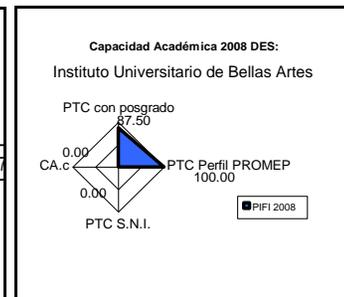 Capacidad Académica 2008 DES:
Instituto Universitario de Bellas Artes
PTC con posgrado
87.50
0.00
CA.c
PTC Perfil PROMEP
100.00
0.00
PTC S.N.I.
PIFI 2008